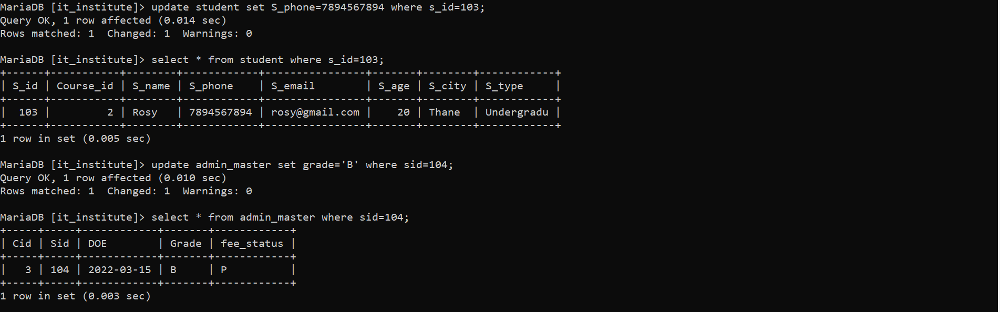 MariaDB [it_institute]> update student set S_phone=7894567894 where s_id=103;
Query OK, 1 row affected (0.014 sec)
Rows matched: 1  Changed: 1  Warnings: 0
MariaDB [it_institute]> select * from student where s_id=103;
+------+-----------+--------+------------+----------------+-------+--------+------------+
| S_id | Course_id | S_name | S_phone    | S_email        | S_age | S_city | S_type     |
+------+-----------+--------+------------+----------------+-------+--------+------------+
|  103 |         2 | Rosy   | 7894567894 | rosy@gmail.com |    20 | Thane  | Undergradu |
+------+-----------+--------+------------+----------------+-------+--------+------------+
1 row in set (0.005 sec)
MariaDB [it_institute]> update admin_master set grade='B' where sid=104;
Query OK, 1 row affected (0.010 sec)
Rows matched: 1  Changed: 1  Warnings: 0
MariaDB [it_institute]> select * from admin_master where sid=104;
+-----+-----+------------+-------+------------+
| Cid | Sid | DOE        | Grade | fee_status |
+-----+-----+------------+-------+------------+
|   3 | 104 | 2022-03-15 | B     | P          |
+-----+-----+------------+-------+------------+
1 row in set (0.003 sec)